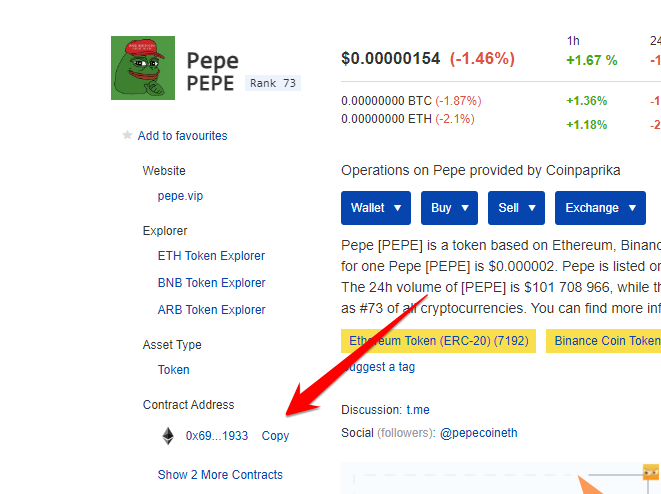 Pepe
PEPE Rank 73
Add to favourites
Website
pepe.vip
Explorer
ETH Token Explorer
BNB Token Explorer
ARB Token Explorer
Asset Type
Token
Contract Address
0x69...1933 Copy
Show 2 More Contracts
$0.00000154 (-1.46%)
1h 24
+1.67 % -1
0.00000000 BTC (-1.87%) +1.36% -1
0.00000000 ETH (-2.1%) +1.18% -2
Operations on Pepe provided by Coinpaprika
Wallet Buy Sell Exchange
Pepe [PEPE] is a token based on Ethereum, Binanc
for one Pepe [PEPE] is $0.000002. Pepe is listed on
The 24h volume of [PEPE] is $101 708 966, while th
as #73 of all cryptocurrencies. You can find more inf
Ethereum Token (ERC-20) (7192) Binance Coin Token
uggest a tag
Discussion: t.me
Social (followers): @pepecoineth